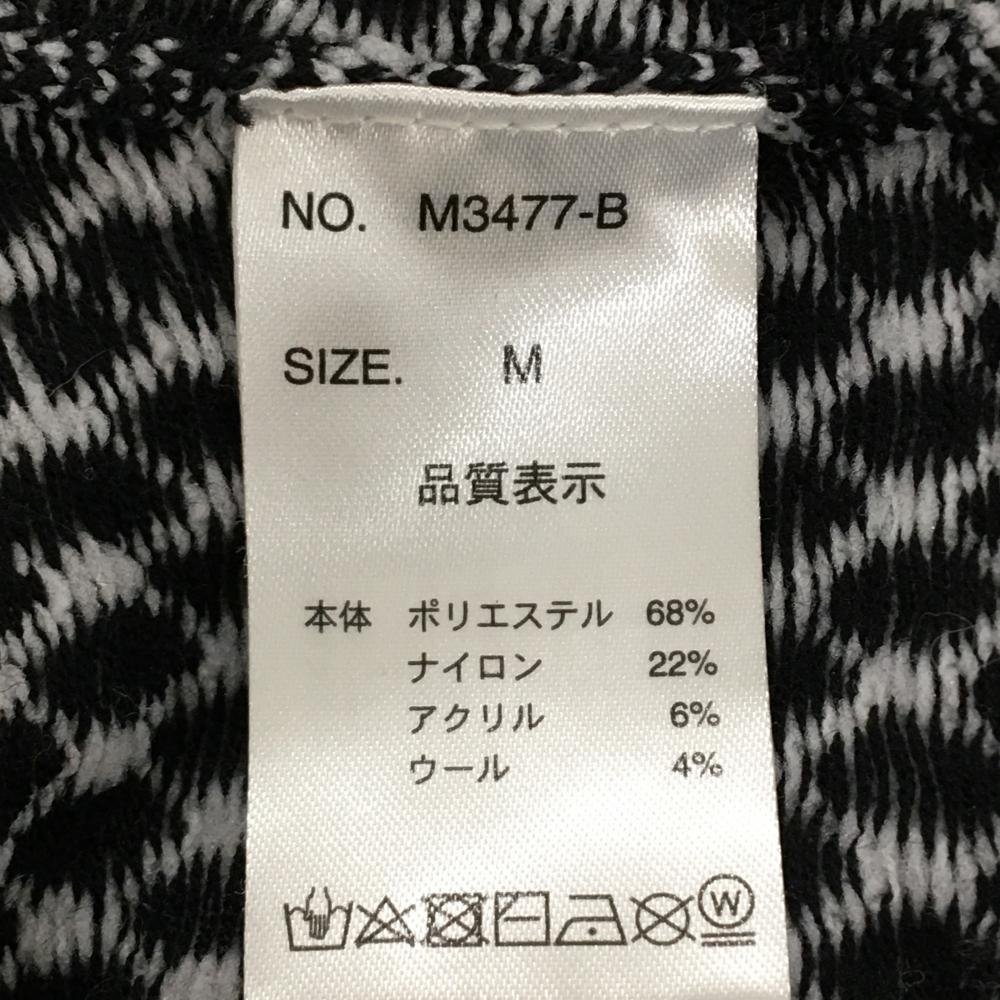 NO. M3477-B
SIZE. M
品質表示
本体 ポリエステル 68%
ナイロン 22%
アクリル 6%
ウール 4%
W